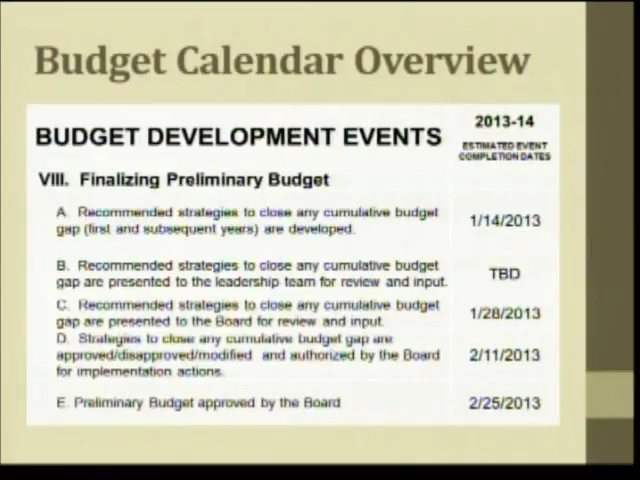 Budget Calendar Overview
BUDGET DEVELOPMENT EVENTS
2013-14
ESTIMATED EVENT
COMPLETION DATES
VIII. Finalizing Preliminary Budget
A. Recommended strategies to close any cumulative budget
gap (first and subsequent years) are developed.
1/14/2013
B. Recommended strategies to close any cumulative budget
gap are presented to the leadership team for review and input.
TBD
C. Recommended strategies to close any cumulative budget
gap are presented to the Board for review and input.
1/28/2013
D. Strategies to close any cumulative budget gap are
approved/disapproved/modified and authorized by the Board
for implementation actions.
2/11/2013
E. Preliminary Budget approved by the Board
2/25/2013